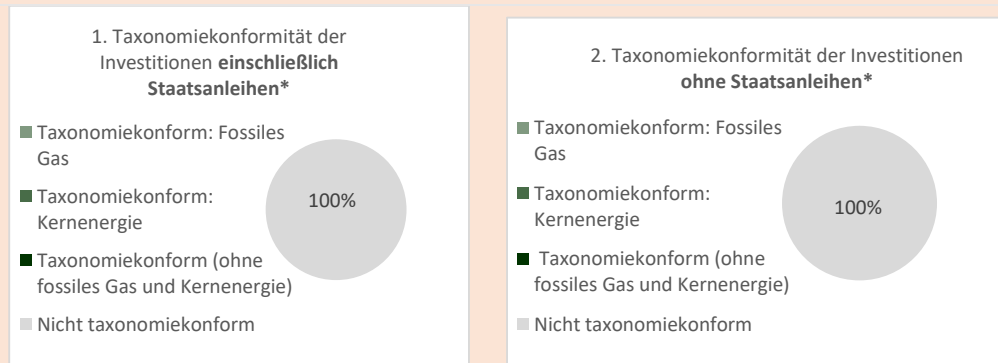 1. Taxonomiekonformität der
Investitionen einschließlich
Staatsanleihen*
Taxonomiekonform: Fossiles
Gas
Taxonomiekonform:
Kernenergie
Taxonomiekonform (ohne
fossiles Gas und Kernenergie)
Nicht taxonomiekonform
100%
2. Taxonomiekonformität der Investitionen
ohne Staatsanleihen*
Taxonomiekonform: Fossiles
Gas
Taxonomiekonform:
Kernenergie
Taxonomiekonform (ohne
fossiles Gas und Kernenergie)
Nicht taxonomiekonform
100%